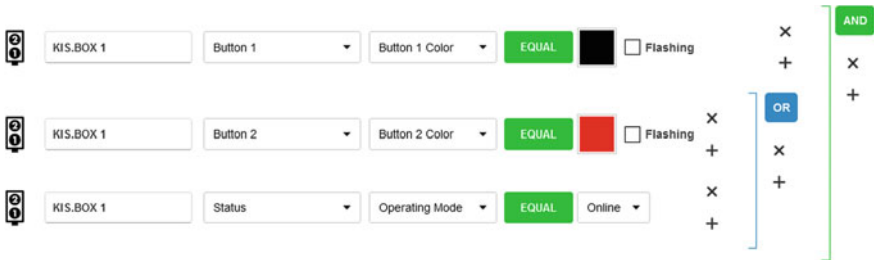 AND
KIS.BOX 1 Button 1 Button 1 Color EQUAL Flashing
OR
KIS.BOX 1 Button 2 Button 2 Color EQUAL Flashing
KIS.BOX 1 Status Operating Mode EQUAL Online